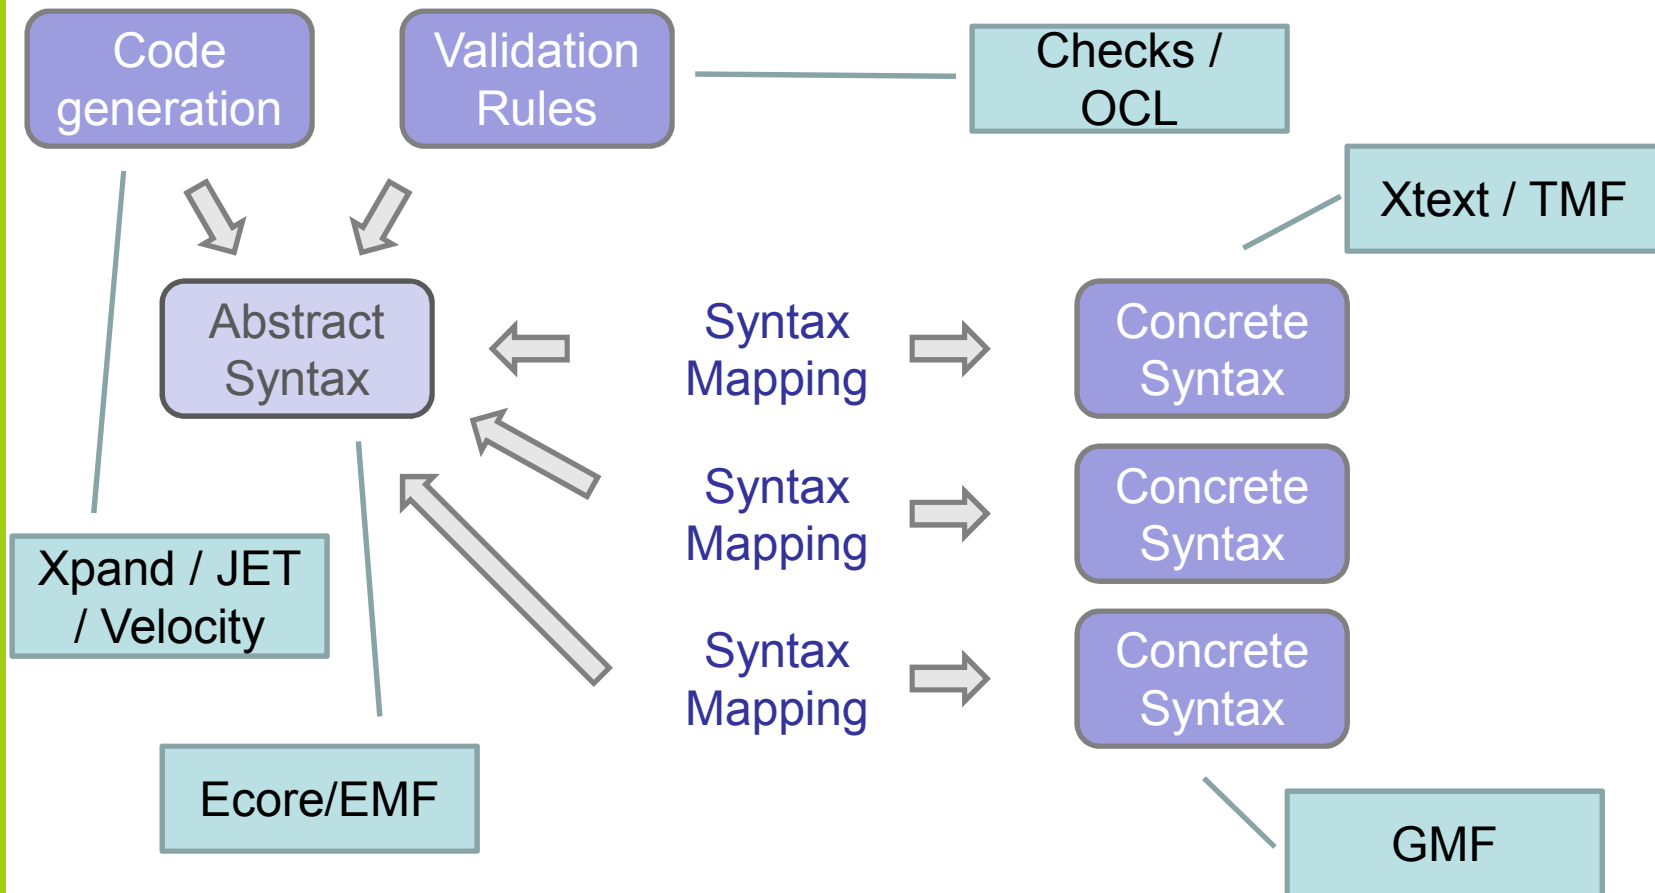 Code
generation
Validation
Rules
Checks /
OCL
Xtext / TMF
Abstract
Syntax
Syntax
Mapping
Concrete
Syntax
Syntax
Mapping
Concrete
Syntax
Xpand / JET
/ Velocity
Syntax
Mapping
Concrete
Syntax
Ecore/EMF
GMF